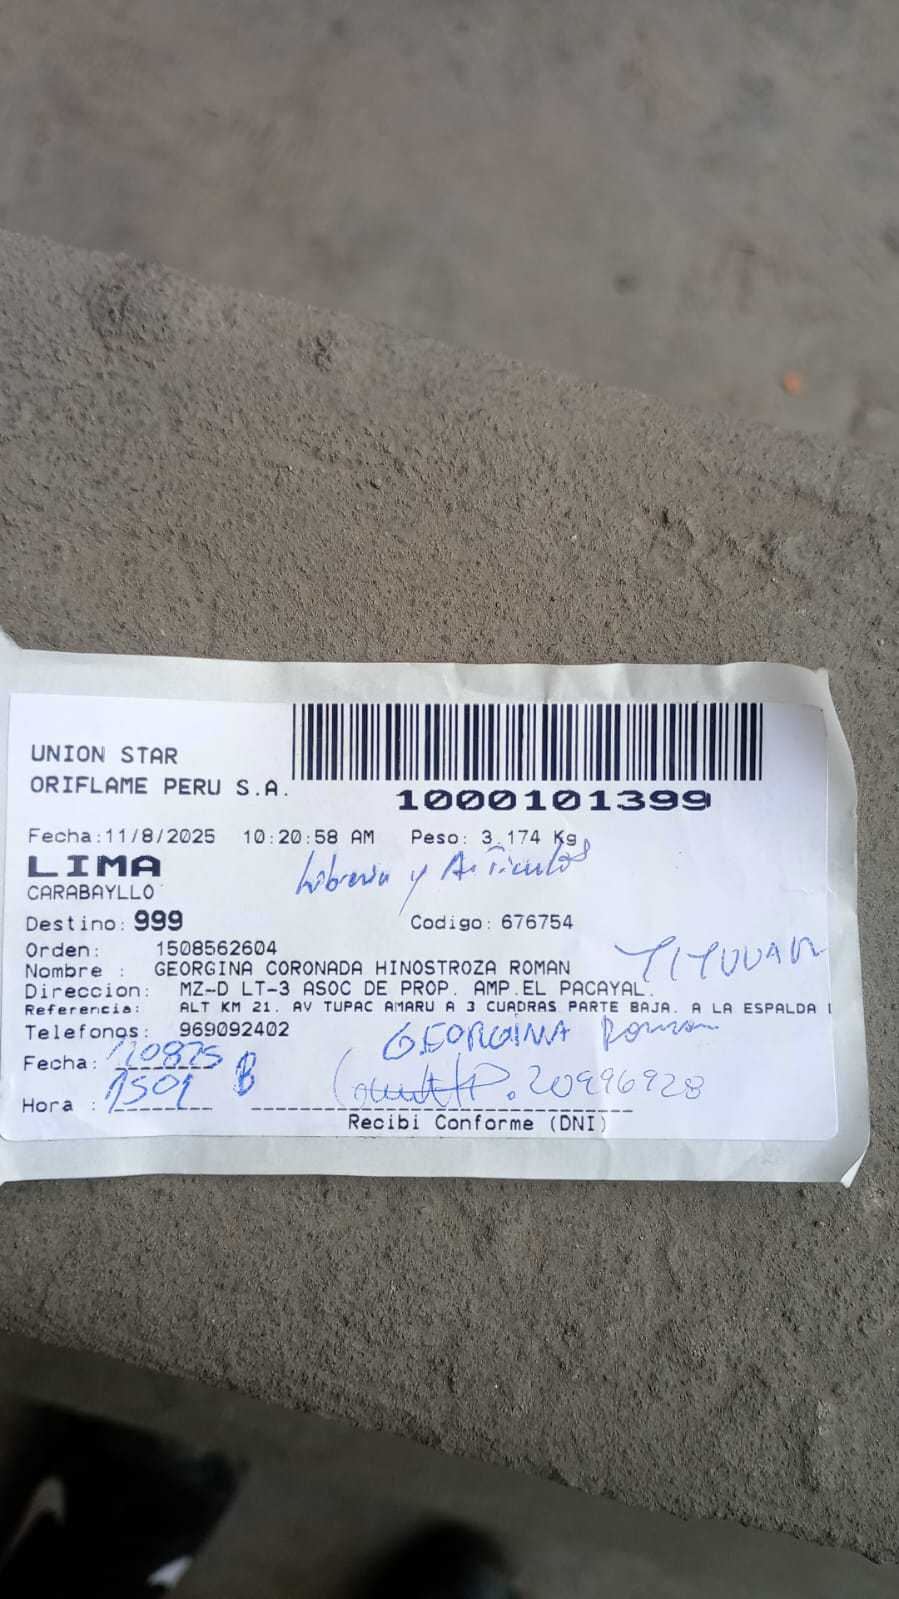 UNION STAR
ORIFLAME PERU S.A.
1000101399
Fecha:11/8/2025 10:20:58 AM Peso: 3.174 Kg
LIMA
CARABAYLLO
Destino: 999 Codigo: 676754
Orden: 1508562604
Nombre : GEORGINA CORONADA HINOSTROZA ROMAN
Direccion: MZ-D LT-3 ASOC DE PROP. AMP.EL PACAYAL.
Referencia: ALT KM 21. AV TUPAC AMARU A 3 CUADRAS PARTE BAJA. A LA ESPALDA
Telefonos: 969092402
GEORGINA Roman
Fecha: 120825
Hora : 1501 B
20996928
Recibi Conforme (DNI)